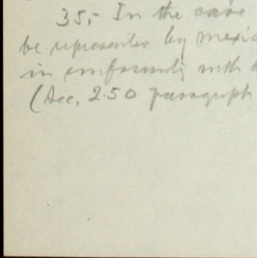 35,- In the case
be represented by mexic
in conformity with
(Sec. 250 paragraph